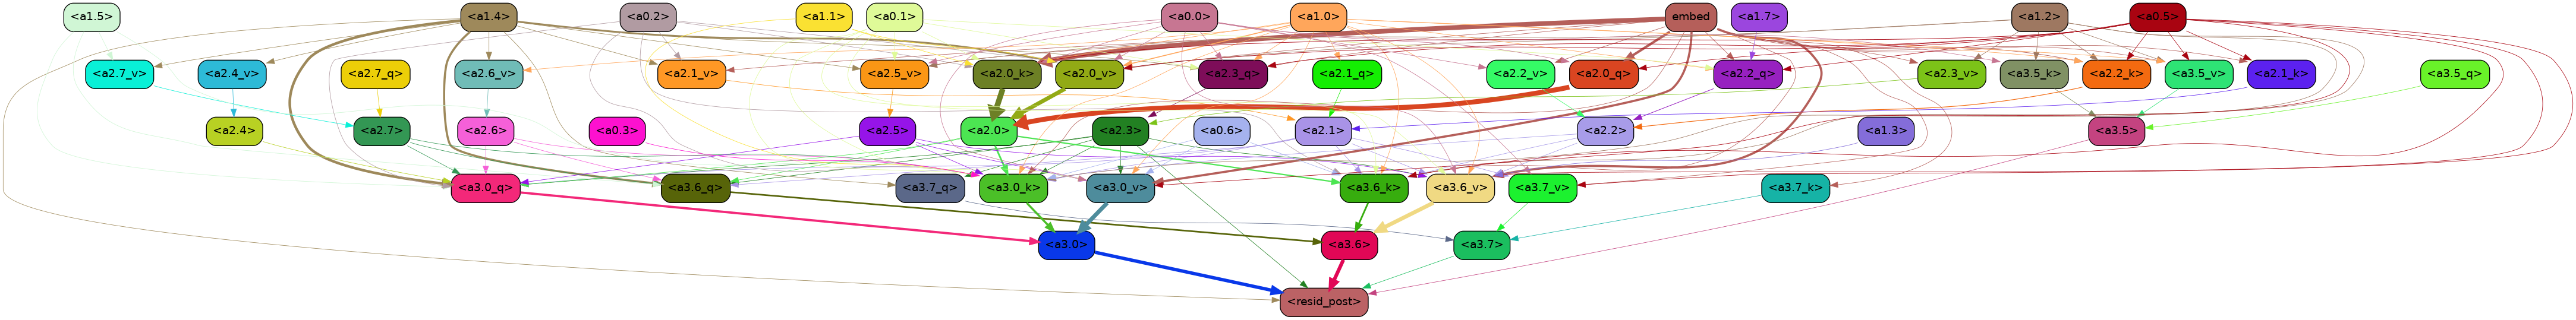 <a1.5> <a1.4> <a0.2> <a1.1> <a0.1> <a0.0> <a1.0> embed <a1.7> <a1.2> <a0.5>
<a2.7_v> <a2.4_v> <a2.7_q> <a2.6_v> <a2.1_v> <a2.5_v> <a2.0_k> <a2.0_v> <a2.3_q> <a2.1_q> <a2.2_v> <a2.0_q> <a2.2_q> <a2.3_v> <a3.5_k> <a2.2_k> <a3.5_v> <a2.1_k> <a3.5_q>
<a2.4> <a2.7> <a2.6> <a0.3> <a2.5> <a2.0> <a2.3> <a0.6> <a2.1> <a2.2> <a1.3> <a3.5>
<a3.0_q> <a3.6_q> <a3.7_q> <a3.0_k> <a3.0_v> <a3.6_k> <a3.6_v> <a3.7_v> <a3.7_k>
<a3.0> <a3.6> <a3.7>
<resid_post>